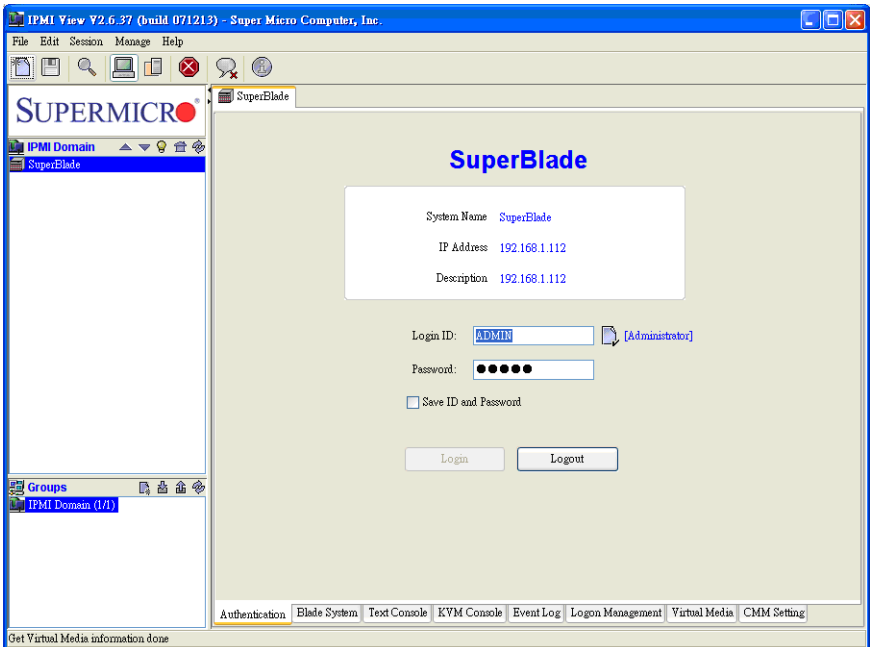 IPMI View V2.6.37 (build 071213) - Super Micro Computer, Inc.
File Edit Session Manage Help
SUPERMICRO
SuperBlade
IPMI Domain
SuperBlade
SuperBlade
System Name SuperBlade
IP Address 192.168.1.112
Description 192.168.1.112
Login ID: ADMIN [Administrator]
Password: ●●●●●
Save ID and Password
Login Logout
Groups
IPMI Domain (1/1)
Authentication Blade System Text Console KVM Console Event Log Logon Management Virtual Media CMM Setting
Get Virtual Media information done